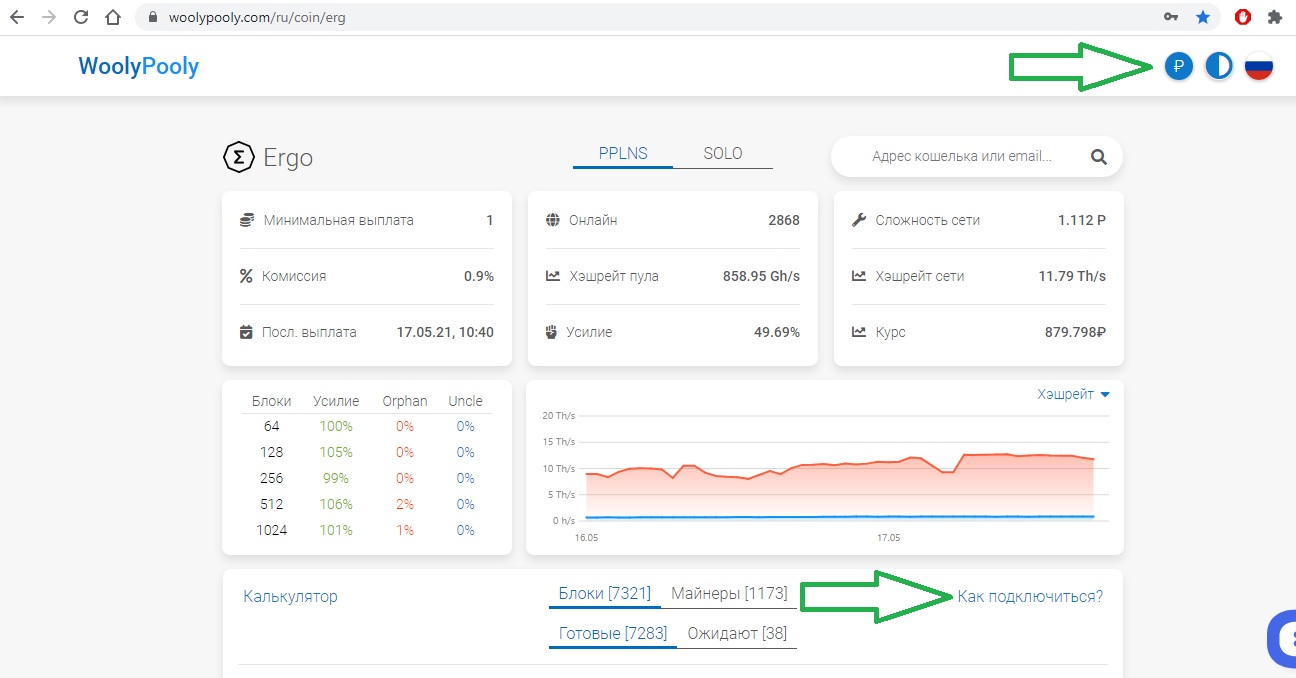 woolypooly.com/ru/coin/erg
WoolyPooly
₽
Σ Ergo
PPLNS SOLO
Адрес кошелька или email...
Минимальная выплата 1
Комиссия 0.9%
Посл. выплата 17.05.21, 10:40
Онлайн 2868
Хэшрейт пула 858.95 Gh/s
Усилие 49.69%
Сложность сети 1.112 P
Хэшрейт сети 11.79 Th/s
Курс 879.798₽
Блоки Усилие Orphan Uncle
64 100% 0% 0%
128 105% 0% 0%
256 99% 0% 0%
512 106% 2% 0%
1024 101% 1% 0%
Хэшрейт
20 Th/s
15 Th/s
10 Th/s
5 Th/s
0 h/s
16.05 17.05
Калькулятор
Блоки [7321] Майнеры [1173]
Как подключиться?
Готовые [7283] Ожидают [38]